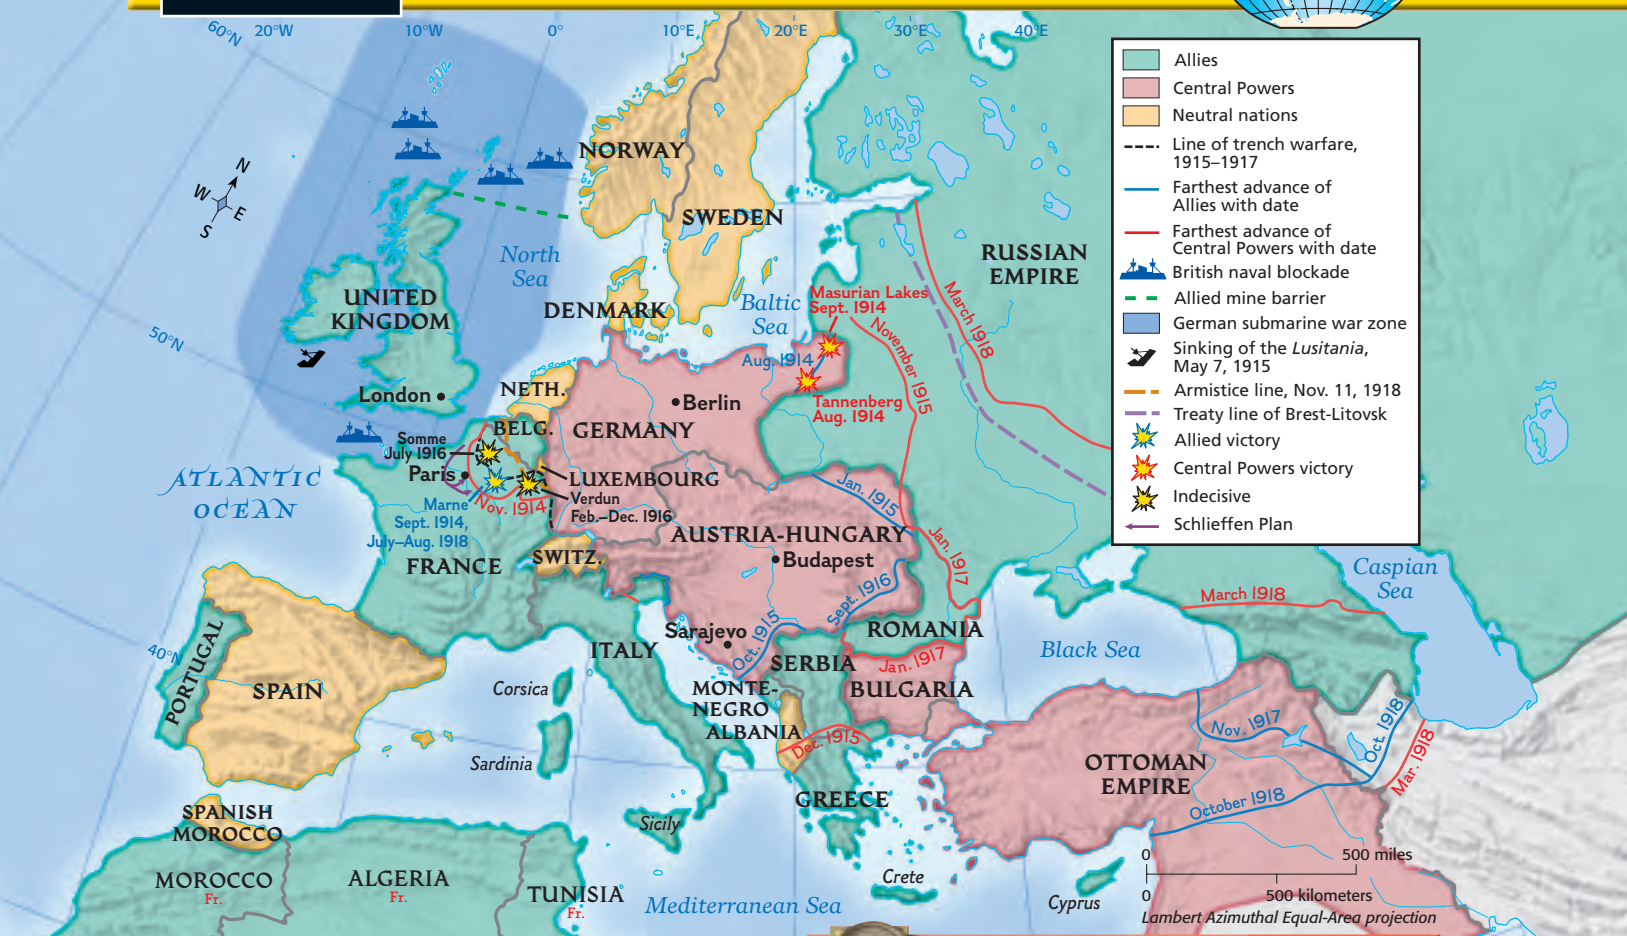 60°N
20°W
10°W
0°
10°E
20°E
30°E
40°E
N
W
E
S
50°N
40°N
NORWAY
SWEDEN
North
Sea
DENMARK
Baltic
Sea
RUSSIAN
EMPIRE
UNITED
KINGDOM
London
Masurian Lakes
Sept. 1914
Aug. 1914
Tannenberg
Aug. 1914
November 1915
March 1918
NETH.
Berlin
BELG.
GERMANY
Somme
July 1916
Paris
LUXEMBOURG
Verdun
Feb.–Dec. 1916
Marne
Sept. 1914,
July–Aug. 1918
Nov. 1914
ATLANTIC
OCEAN
FRANCE
SWITZ.
AUSTRIA-HUNGARY
Budapest
Jan. 1915
Jan. 1917
Sept. 1916
Oct. 1915
Sarajevo
ROMANIA
ITALY
SERBIA
Jan. 1917
BULGARIA
MONTE-
NEGRO
ALBANIA
Dec. 1915
GREECE
PORTUGAL
SPAIN
Corsica
Sardinia
Sicily
Crete
Cyprus
SPANISH
MOROCCO
MOROCCO
Fr.
ALGERIA
Fr.
TUNISIA
Fr.
Mediterranean Sea
Black Sea
Caspian
Sea
March 1918
OTTOMAN
EMPIRE
Nov. 1917
Oct. 1918
Mar. 1918
October 1918
Allies
Central Powers
Neutral nations
Line of trench warfare,
1915–1917
Farthest advance of
Allies with date
Farthest advance of
Central Powers with date
British naval blockade
Allied mine barrier
German submarine war zone
Sinking of the Lusitania,
May 7, 1915
Armistice line, Nov. 11, 1918
Treaty line of Brest-Litovsk
Allied victory
Central Powers victory
Indecisive
Schlieffen Plan
0 500 miles
0 500 kilometers
Lambert Azimuthal Equal-Area projection